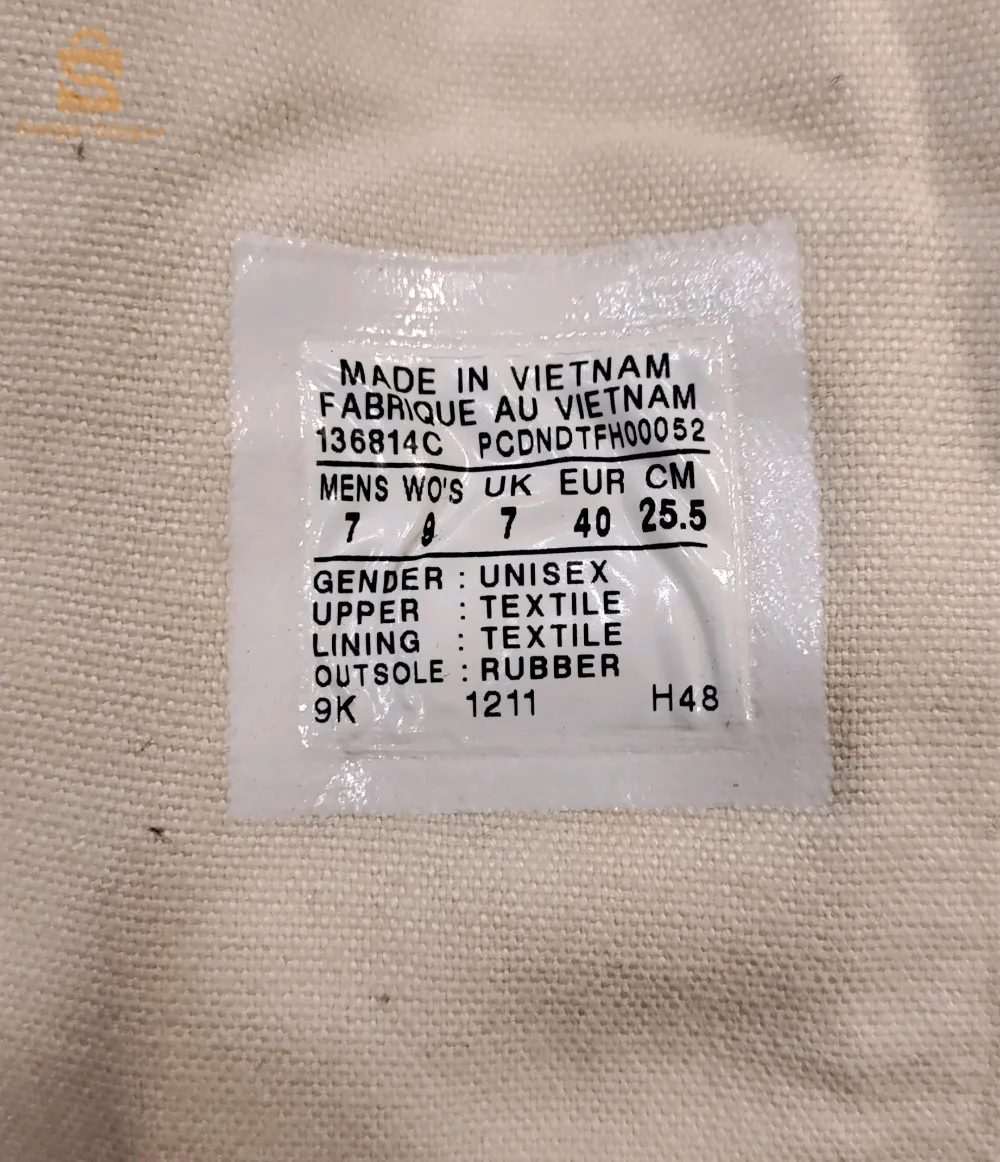 MADE IN VIETNAM
FABRIQUE AU VIETNAM
136814C PCDNDTFH00052
MENS WO'S UK EUR CM
7 9 7 40 25.5
GENDER : UNISEX
UPPER : TEXTILE
LINING : TEXTILE
OUTSOLE : RUBBER
9K 1211 H48